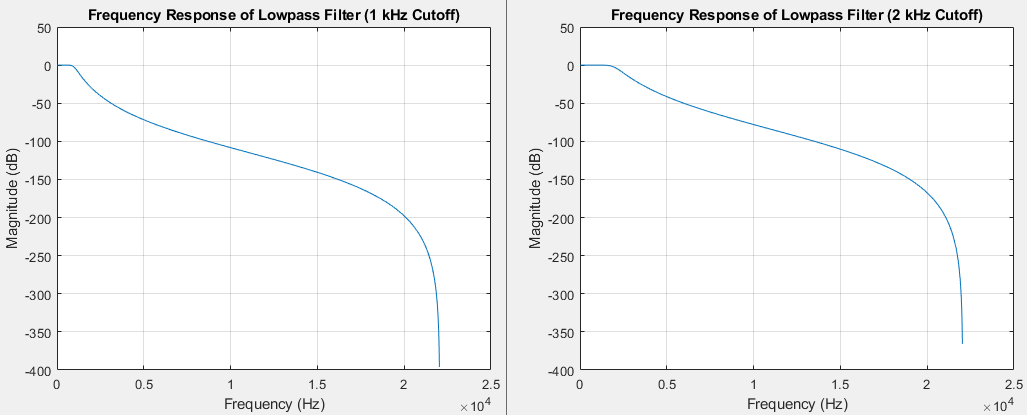 Frequency Response of Lowpass Filter (1 kHz Cutoff)
50
0
-50
-100
-150
-200
-250
-300
-350
-400
Magnitude (dB)
0 0.5 1 1.5 2 2.5
Frequency (Hz)
×10⁴
Frequency Response of Lowpass Filter (2 kHz Cutoff)
50
0
-50
-100
-150
-200
-250
-300
-350
-400
Magnitude (dB)
0 0.5 1 1.5 2 2.5
Frequency (Hz)
×10⁴